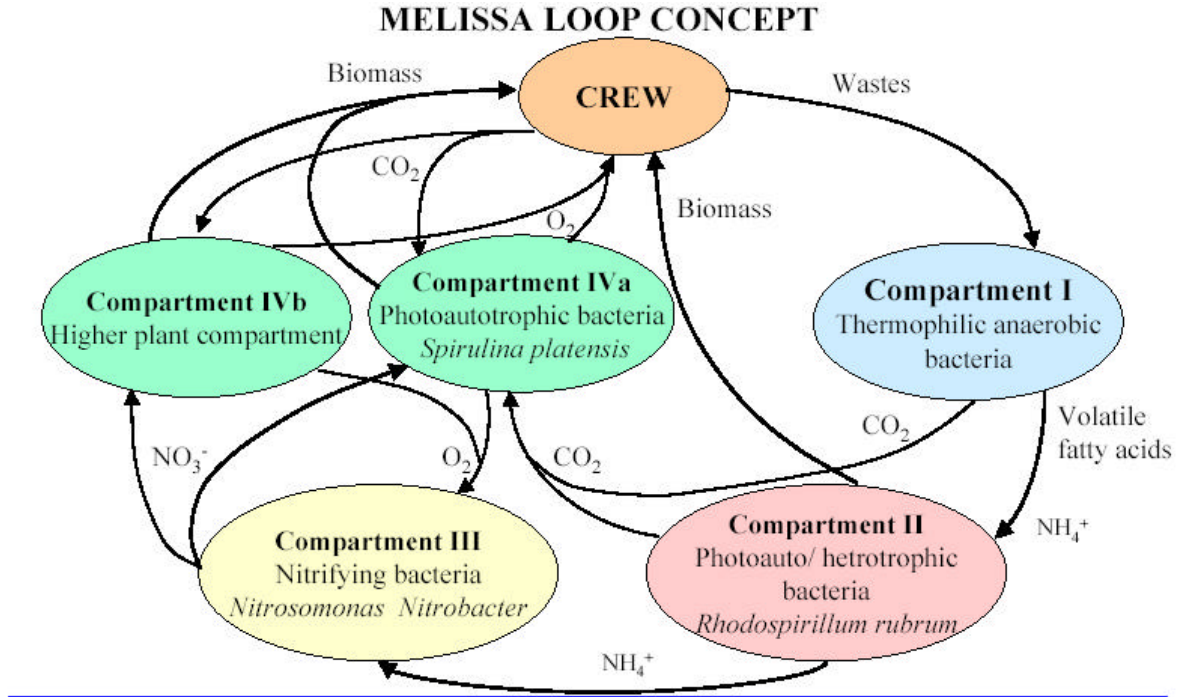 MELISSA LOOP CONCEPT
Biomass
CREW
Wastes
CO₂
O₂
Biomass
Compartment IVb
Higher plant compartment
Compartment IVa
Photoautotrophic bacteria
Spirulina platensis
Compartment I
Thermophilic anaerobic
bacteria
NO₃⁻
O₂
CO₂
CO₂
Volatile
fatty acids
NH₄⁺
Compartment III
Nitrifying bacteria
Nitrosomonas Nitrobacter
Compartment II
Photoauto/ hetrotrophic
bacteria
Rhodospirillum rubrum
NH₄⁺